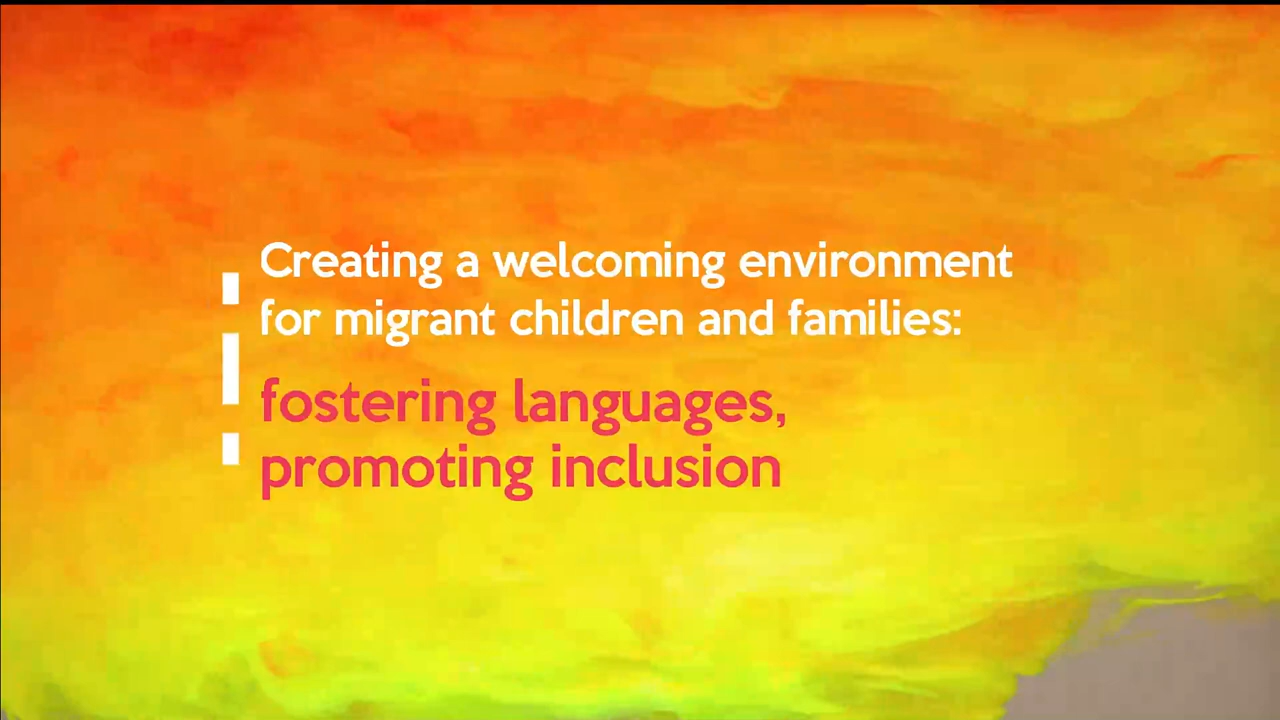 Creating a welcoming environment
for migrant children and families:
fostering languages,
promoting inclusion